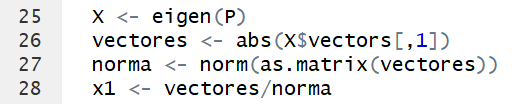 25 X <- eigen(P)
26 vectores <- abs(X$vectors[,1])
27 norma <- norm(as.matrix(vectores))
28 x1 <- vectores/norma